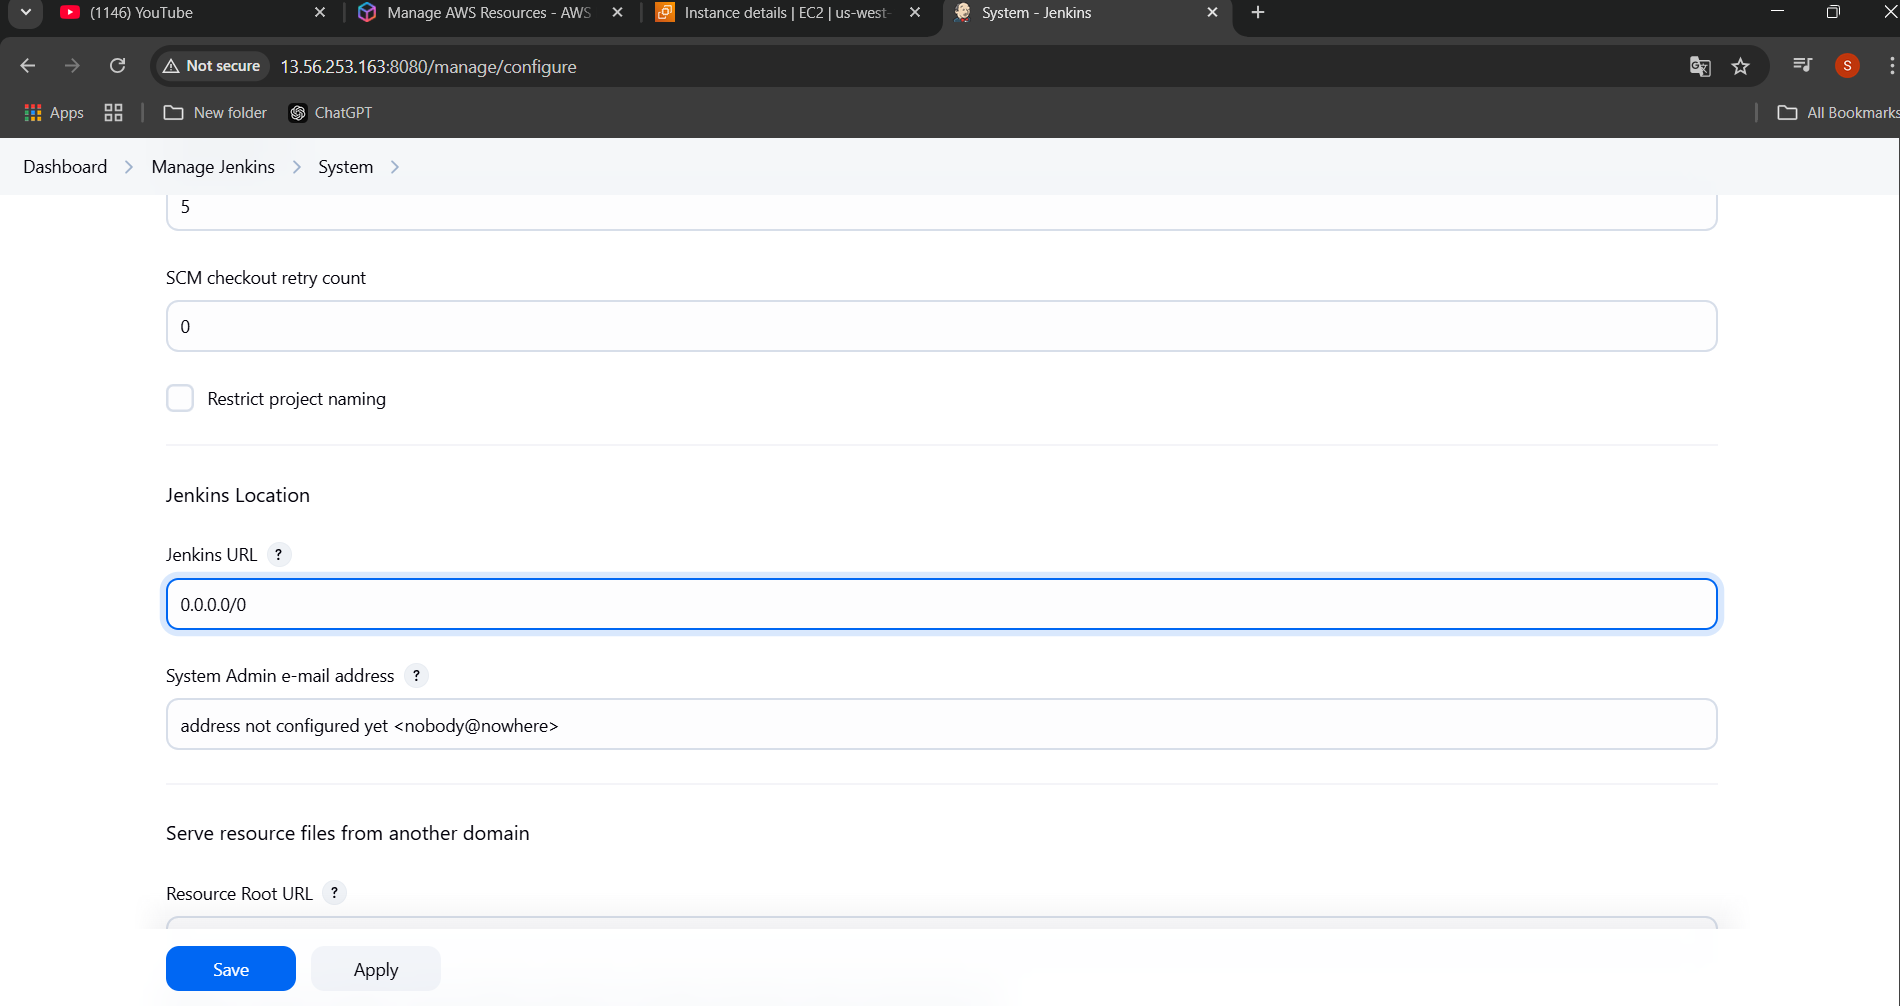 (1146) YouTube
Manage AWS Resources - AWS
Instance details | EC2 | us-west-
System - Jenkins
Not secure
13.56.253.163:8080/manage/configure
S
Apps
New folder
ChatGPT
All Bookmarks
Dashboard
Manage Jenkins
System
5
SCM checkout retry count
0
Restrict project naming
Jenkins Location
Jenkins URL ?
0.0.0.0/0
System Admin e-mail address ?
address not configured yet <nobody@nowhere>
Serve resource files from another domain
Resource Root URL ?
Save
Apply